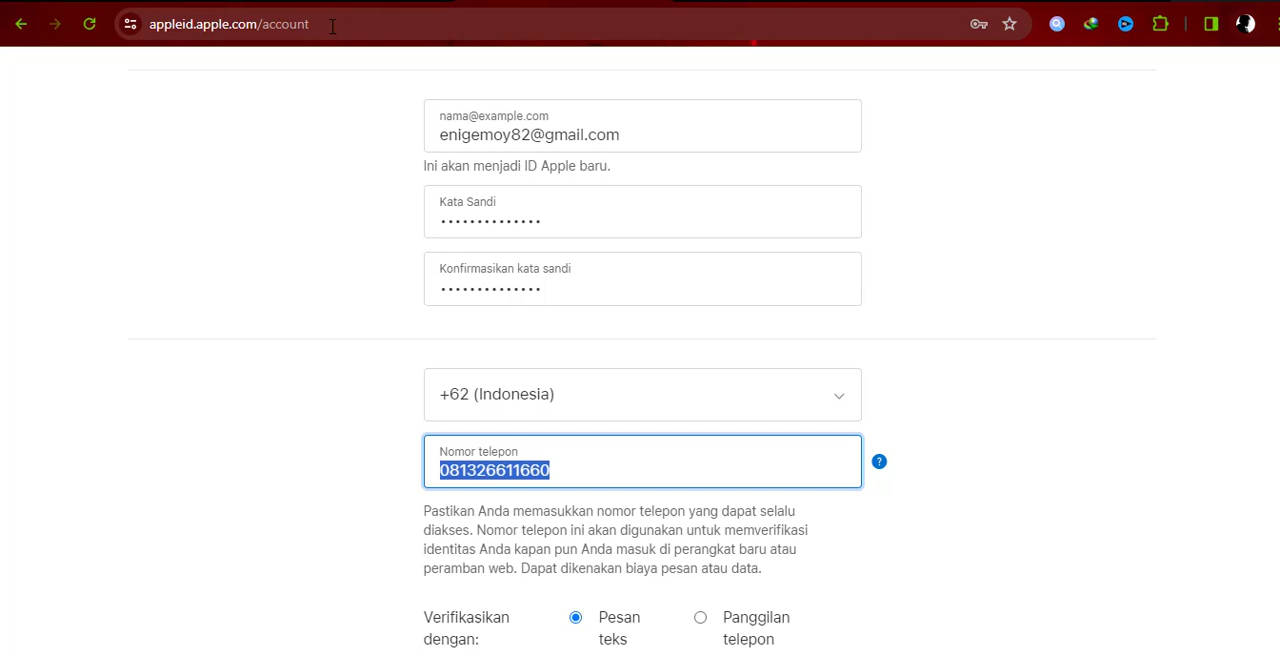 appleid.apple.com/account
nama@example.com
enigemoy82@gmail.com
Ini akan menjadi ID Apple baru.
Kata Sandi
••••••••••••••
Konfirmasikan kata sandi
••••••••••••••
+62 (Indonesia)
Nomor telepon
081326611660
?
Pastikan Anda memasukkan nomor telepon yang dapat selalu
diakses. Nomor telepon ini akan digunakan untuk memverifikasi
identitas Anda kapan pun Anda masuk di perangkat baru atau
peramban web. Dapat dikenakan biaya pesan atau data.
Verifikasikan dengan:
Pesan teks
Panggilan telepon